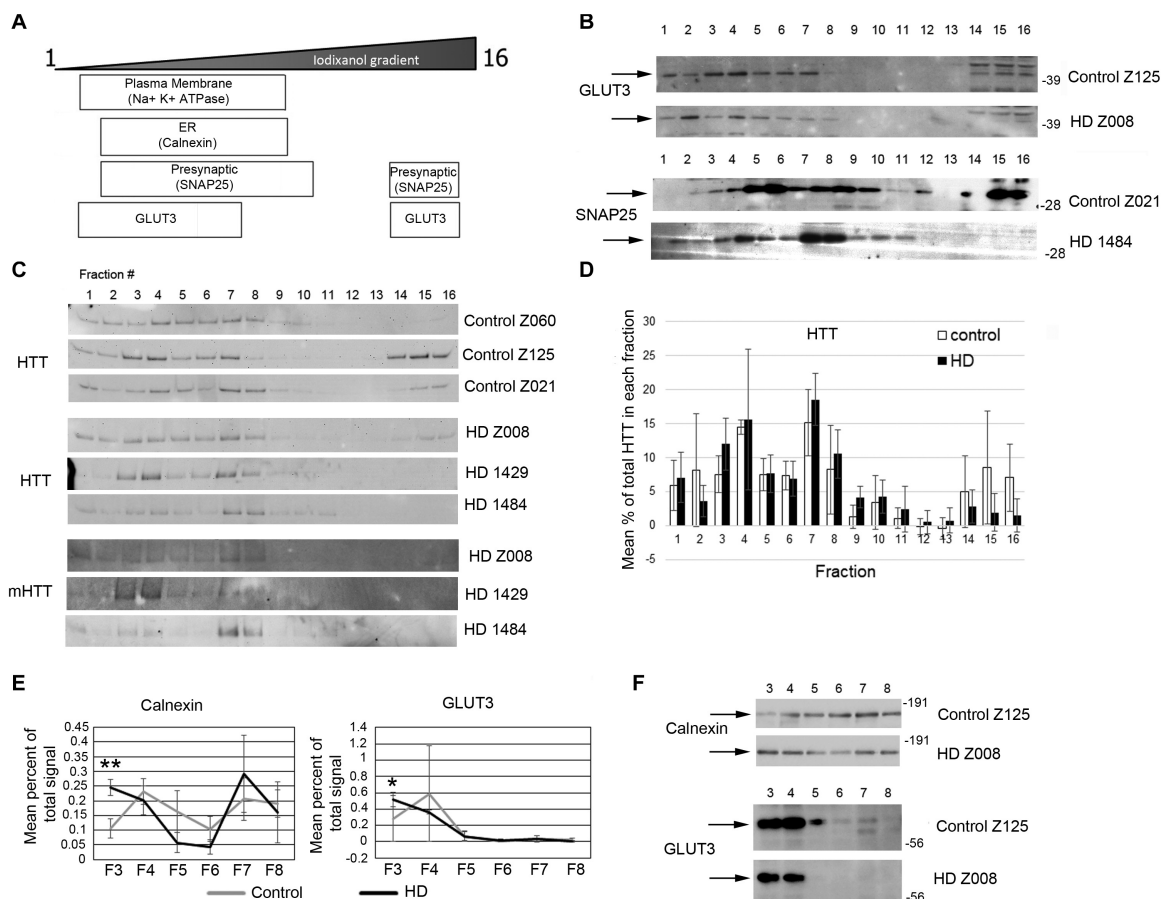 A
1
Iodixanol gradient
16
Plasma Membrane
(Na+ K+ ATPase)
ER
(Calnexin)
Presynaptic
(SNAP25)
Presynaptic
(SNAP25)
GLUT3
GLUT3
B
1 2 3 4 5 6 7 8 9 10 11 12 13 14 15 16
GLUT3
-39
Control Z125
-39
HD Z008
1 2 3 4 5 6 7 8 9 10 11 12 13 14 15 16
SNAP25
-28
Control Z021
-28
HD 1484
C
Fraction #
1 2 3 4 5 6 7 8 9 10 11 12 13 14 15 16
Control Z060
HTT
Control Z125
Control Z021
HD Z008
HTT
HD 1429
HD 1484
HD Z008
mHTT
HD 1429
HD 1484
D
HTT
control
HD
Mean % of total HTT in each fraction
30
25
20
15
10
5
0
-5
1 2 3 4 5 6 7 8 9 10 11 12 13 14 15 16
Fraction
E
Calnexin
Mean percent of
total signal
0.45
0.4
0.35
0.3
0.25
0.2
0.15
0.1
0.05
0
**
F3 F4 F5 F6 F7 F8
GLUT3
Mean percent of
total signal
1.4
1.2
1
0.8
0.6
0.4
0.2
0
-0.2
*
F3 F4 F5 F6 F7 F8
Control
HD
F
3 4 5 6 7 8
Calnexin
-191
Control Z125
-191
HD Z008
3 4 5 6 7 8
GLUT3
Control Z125
-56
HD Z008
-56